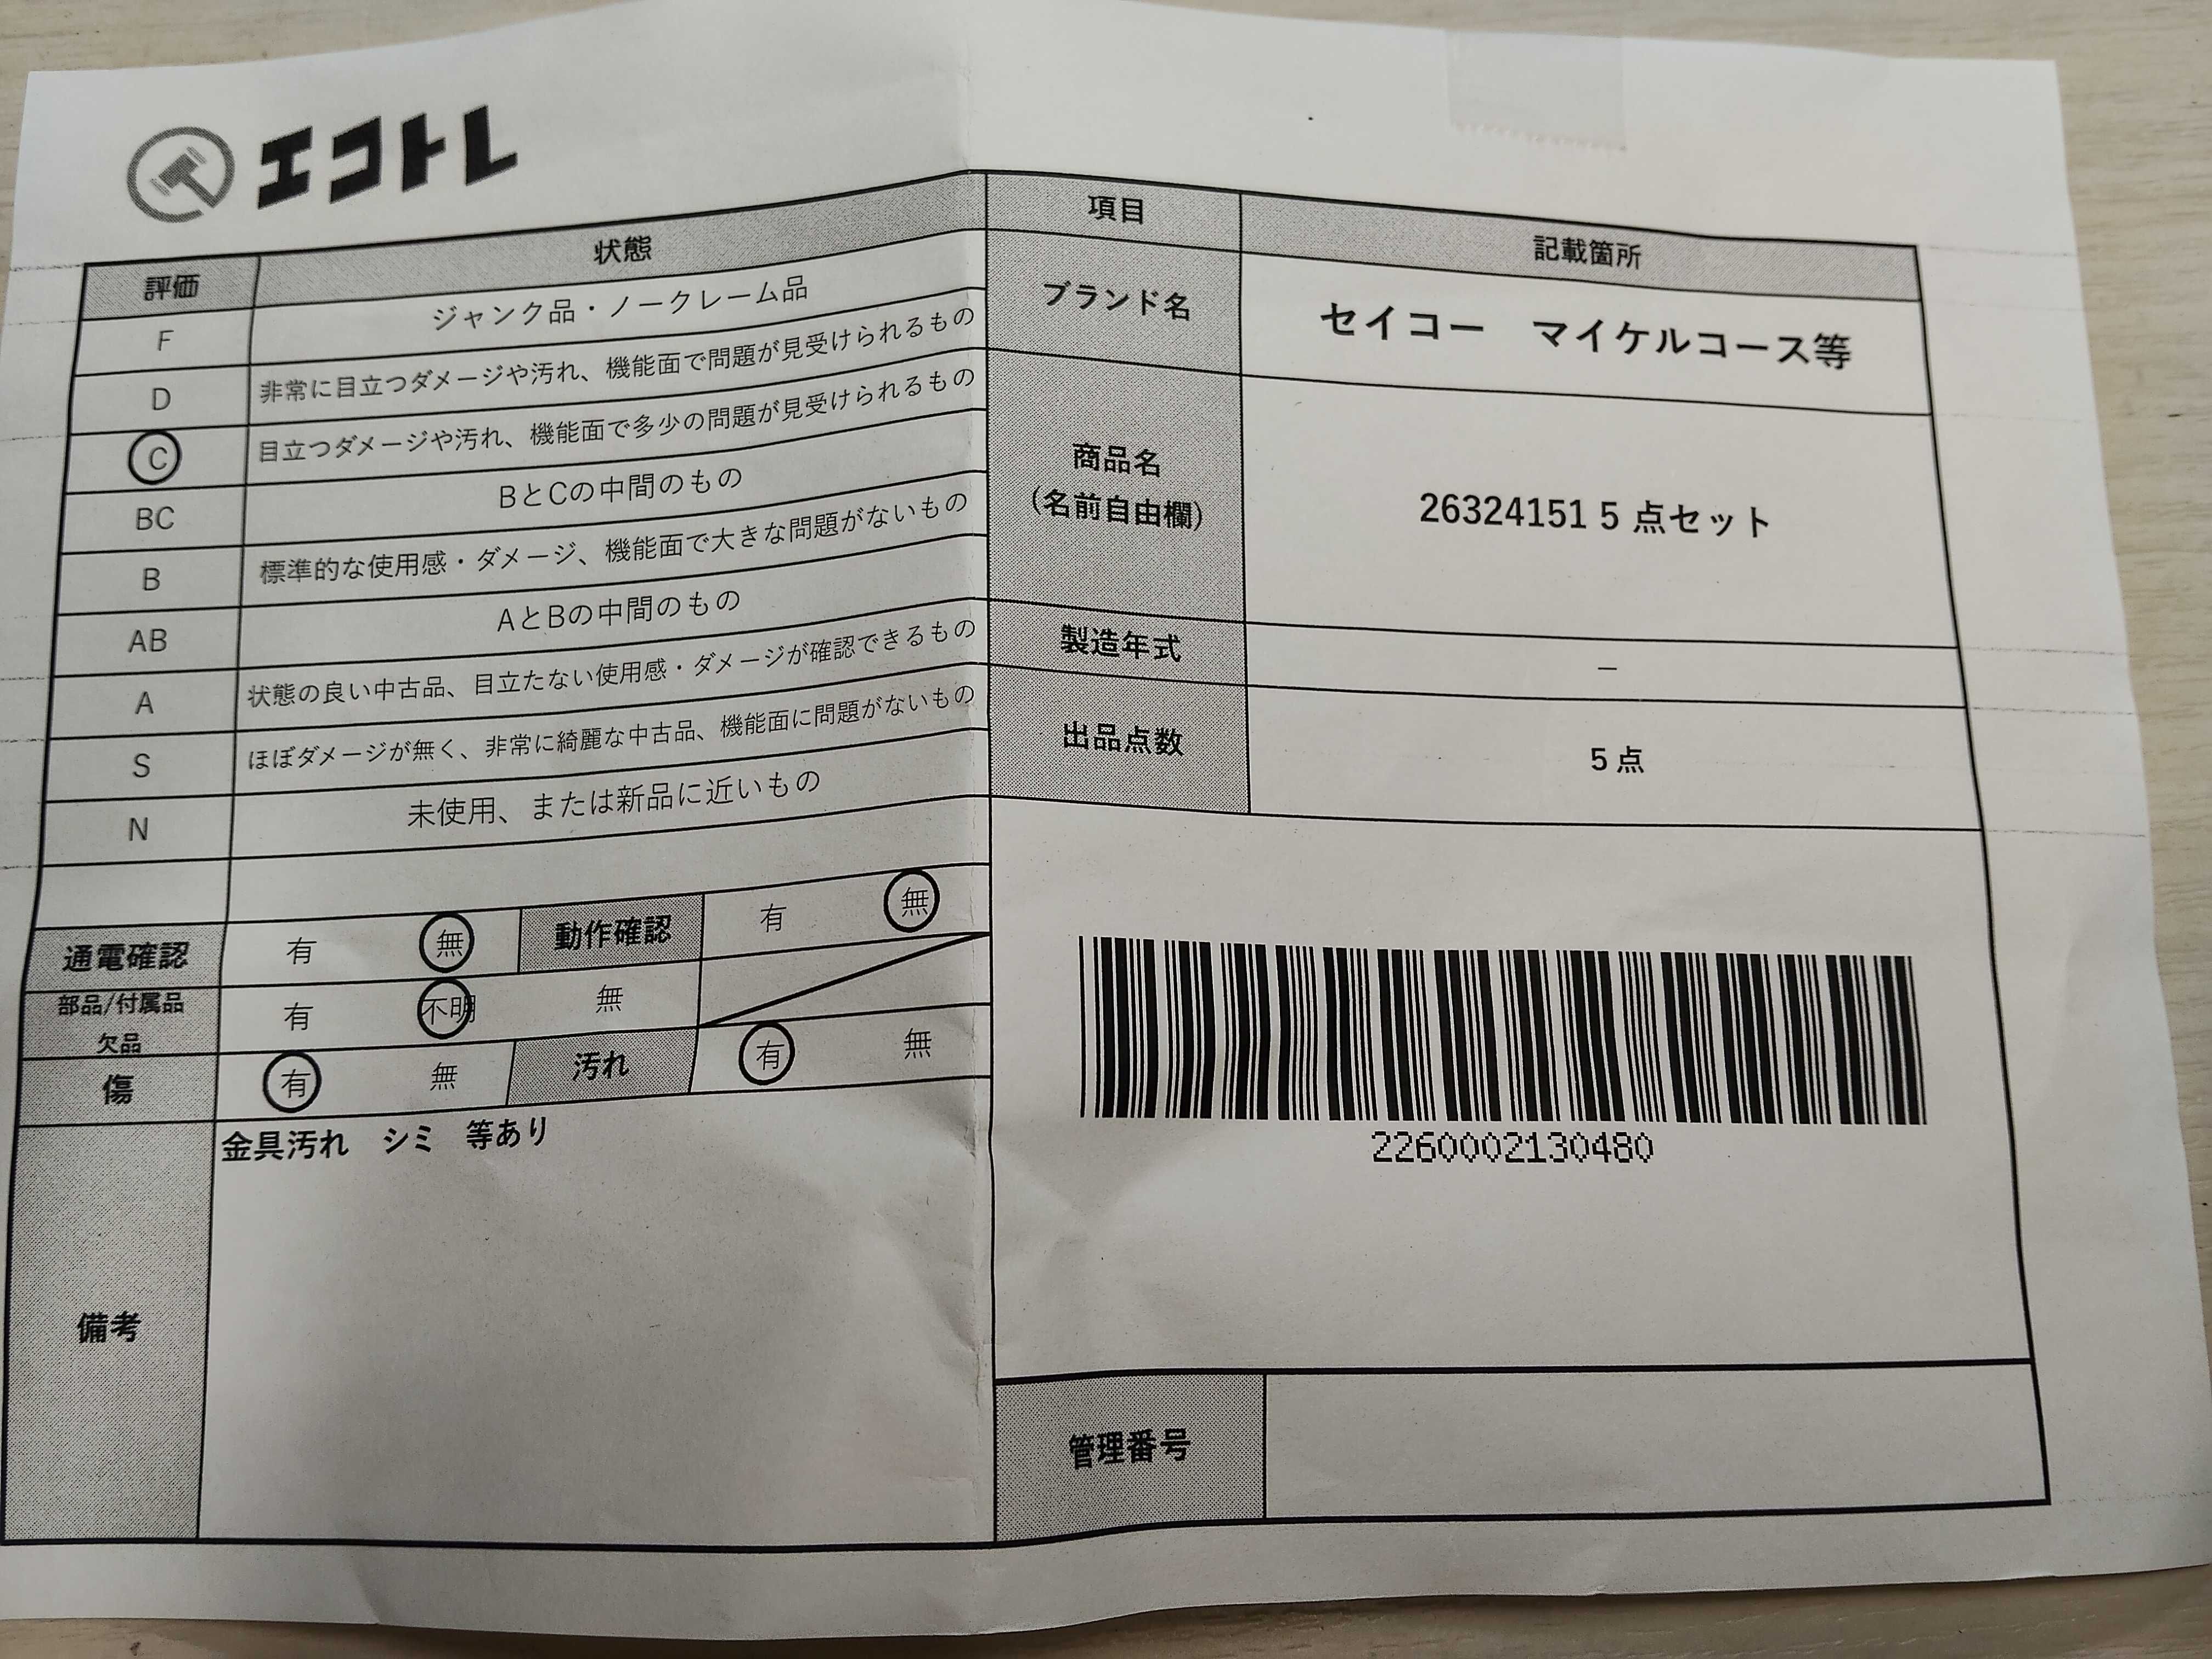 エコトレ
評価 状態
F ジャンク品・ノークレーム品
D 非常に目立つダメージや汚れ、機能面で問題が見受けられるもの
C 目立つダメージや汚れ、機能面で多少の問題が見受けられるもの
BC BとCの中間のもの
B 標準的な使用感・ダメージ、機能面で大きな問題がないもの
AB AとBの中間のもの
A 状態の良い中古品、目立たない使用感・ダメージが確認できるもの
S ほぼダメージが無く、非常に綺麗な中古品、機能面に問題がないもの
N 未使用、または新品に近いもの
通電確認 有 無 動作確認 有 無
部品/付属品
欠品 有 不明 無
傷 有 無 汚れ 有 無
備考 金具汚れ シミ 等あり
項目 記載箇所
ブランド名 セイコー マイケルコース等
商品名
(名前自由欄) 26324151 5 点セット
製造年式 –
出品点数 5 点
2260002130480
管理番号